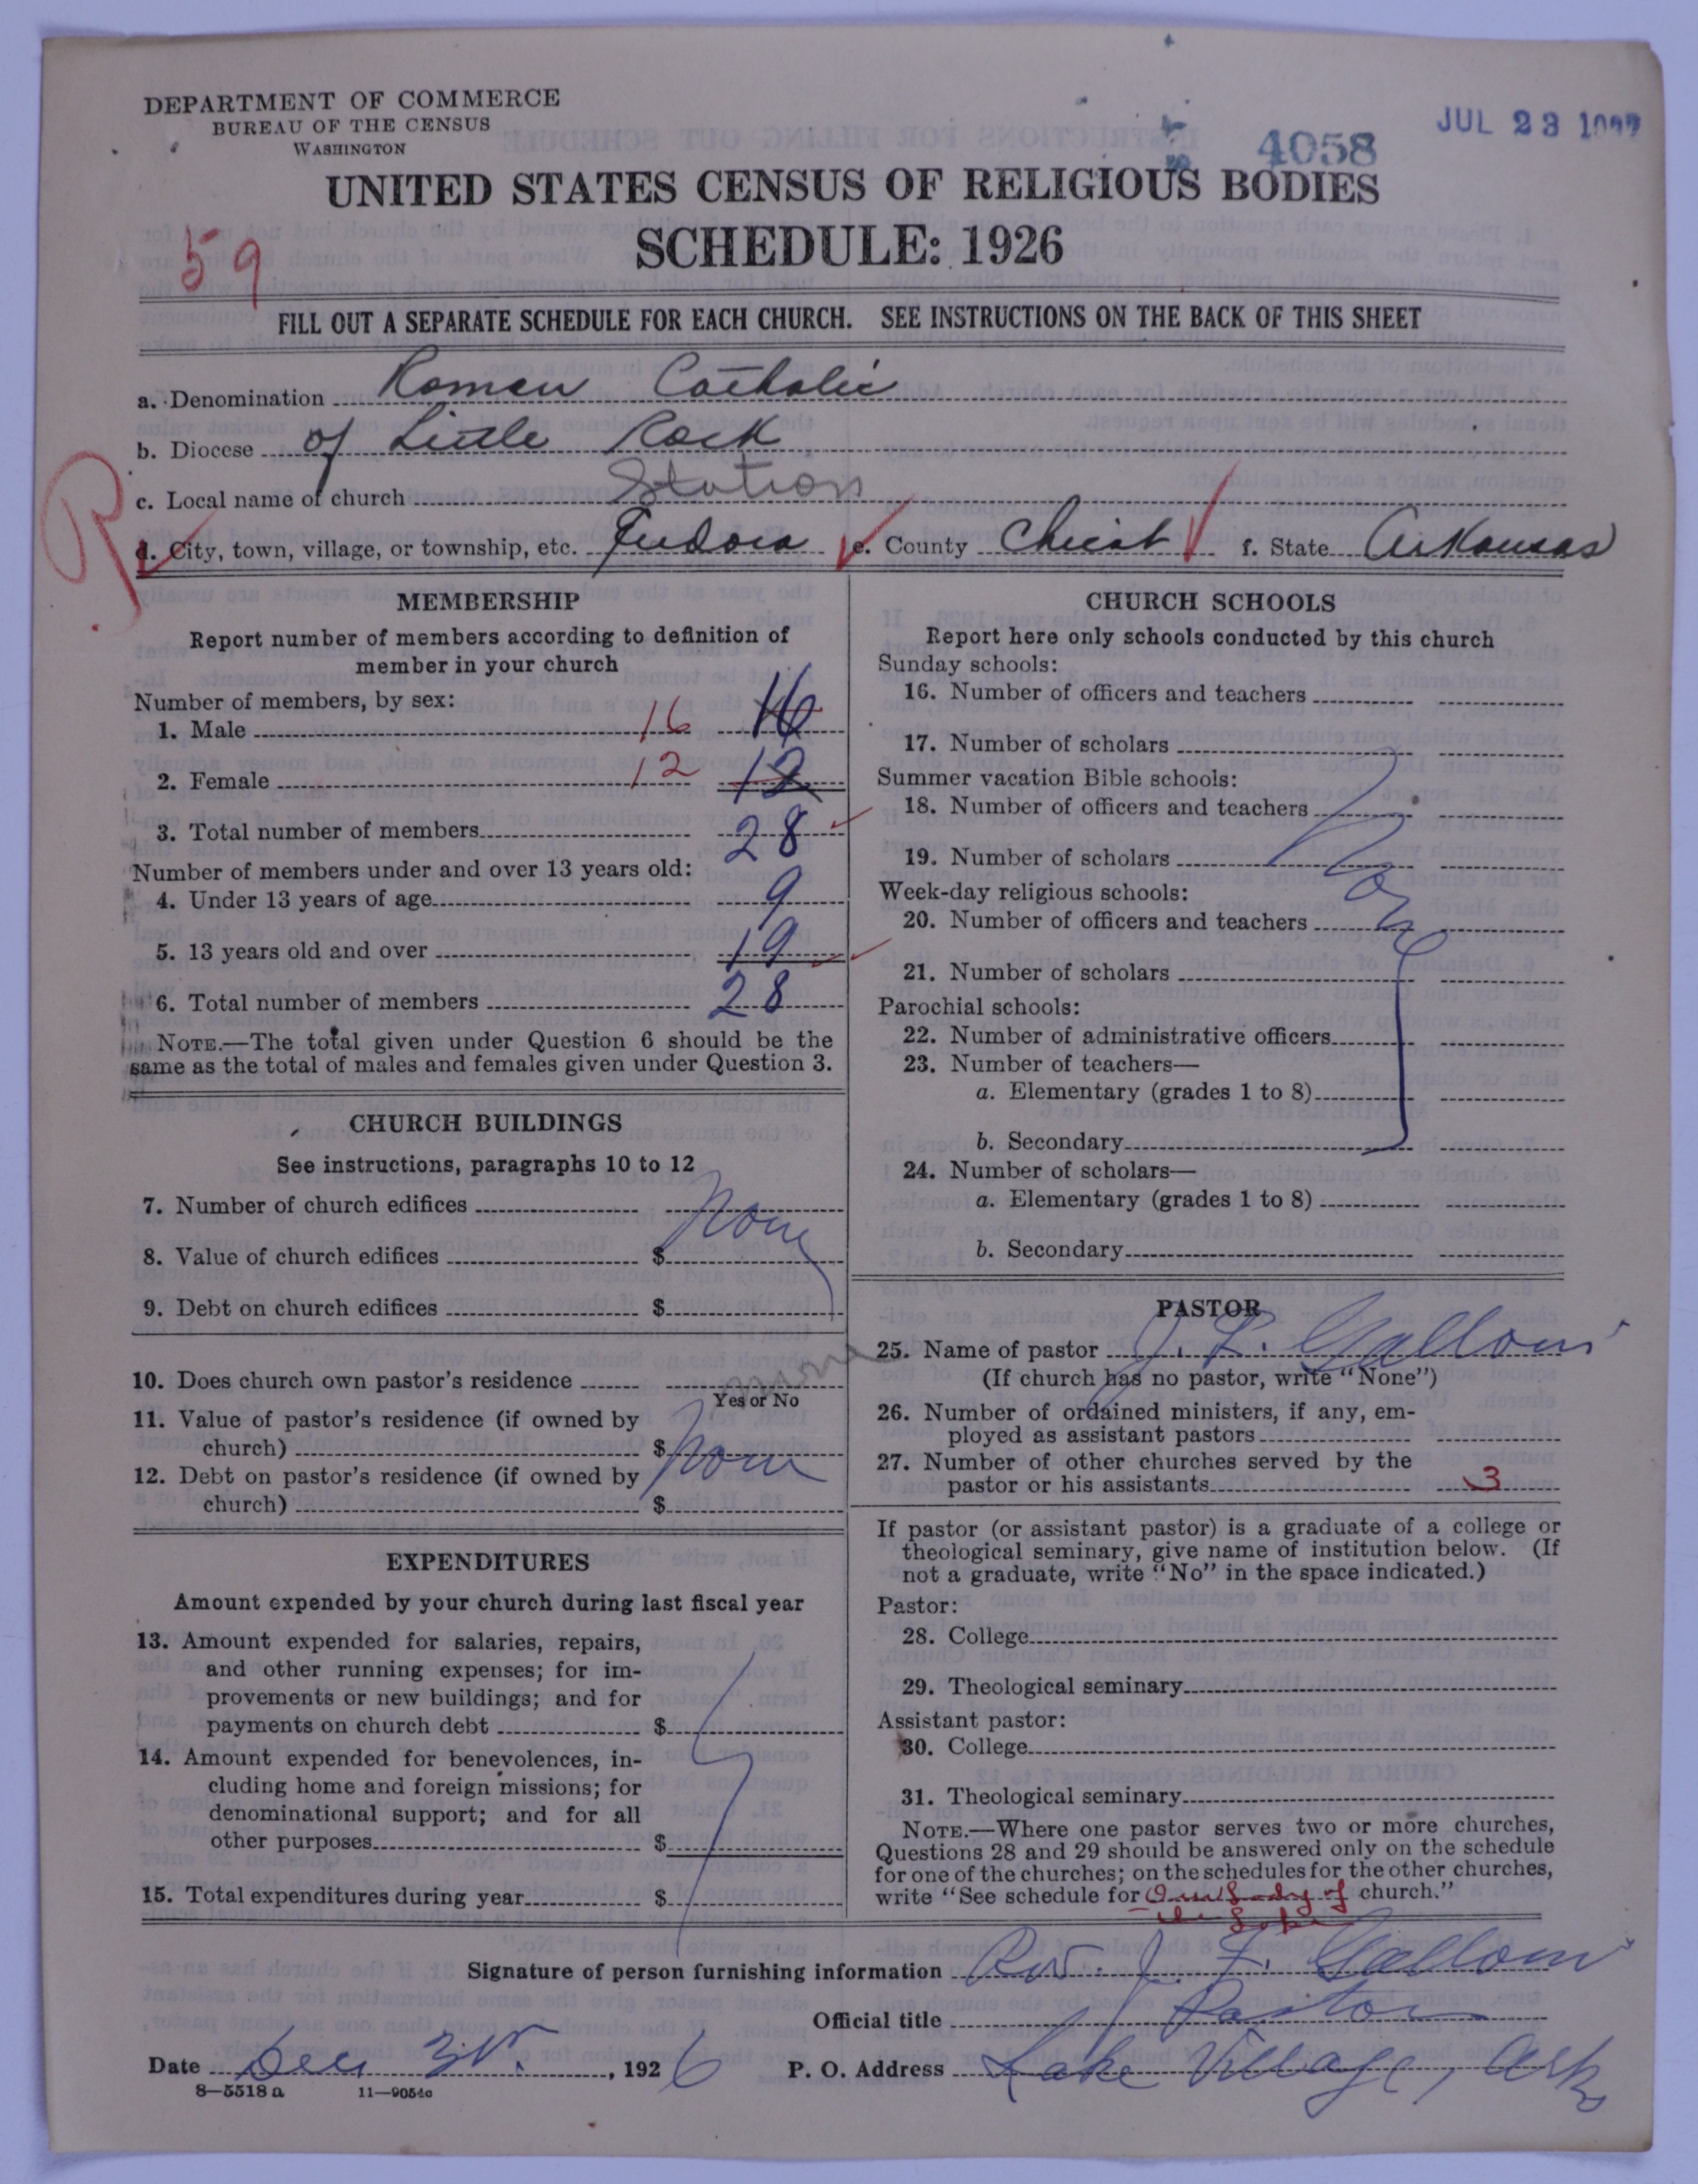 DEPARTMENT OF COMMERCE
BUREAU OF THE CENSUS
WASHINGTON
4058
JUL 23 1927
UNITED STATES CENSUS OF RELIGIOUS BODIES
SCHEDULE: 1926
59
FILL OUT A SEPARATE SCHEDULE FOR EACH CHURCH. SEE INSTRUCTIONS ON THE BACK OF THIS SHEET
a. Denomination Roman Catholic
b. Diocese of Little Rock
c. Local name of church Station
R
d. City, town, village, or township, etc. Eudora e. County Chicot f. State Arkansas
MEMBERSHIP
Report number of members according to definition of
member in your church
Number of members, by sex:
1. Male 16 16
2. Female 12 12
3. Total number of members 28
Number of members under and over 13 years old:
4. Under 13 years of age 9
5. 13 years old and over 19
6. Total number of members 28
NOTE.—The total given under Question 6 should be the
same as the total of males and females given under Question 3.
CHURCH BUILDINGS
See instructions, paragraphs 10 to 12
7. Number of church edifices none
8. Value of church edifices $
9. Debt on church edifices $
10. Does church own pastor's residence
Yes or No
11. Value of pastor's residence (if owned by
church) $ none
12. Debt on pastor's residence (if owned by
church) $
EXPENDITURES
Amount expended by your church during last fiscal year
13. Amount expended for salaries, repairs,
and other running expenses; for im-
provements or new buildings; and for
payments on church debt $
14. Amount expended for benevolences, in-
cluding home and foreign missions; for
denominational support; and for all
other purposes $
15. Total expenditures during year $
CHURCH SCHOOLS
Report here only schools conducted by this church
Sunday schools:
16. Number of officers and teachers
17. Number of scholars
Summer vacation Bible schools:
18. Number of officers and teachers
19. Number of scholars
Week-day religious schools:
20. Number of officers and teachers
21. Number of scholars
Parochial schools:
22. Number of administrative officers
23. Number of teachers—
a. Elementary (grades 1 to 8)
b. Secondary
24. Number of scholars—
a. Elementary (grades 1 to 8)
b. Secondary
PASTOR
25. Name of pastor J. F. Galloni
(If church has no pastor, write "None")
26. Number of ordained ministers, if any, em-
ployed as assistant pastors
27. Number of other churches served by the
pastor or his assistants 3
If pastor (or assistant pastor) is a graduate of a college or
theological seminary, give name of institution below. (If
not a graduate, write "No" in the space indicated.)
Pastor:
28. College
29. Theological seminary
Assistant pastor:
30. College
31. Theological seminary
NOTE.—Where one pastor serves two or more churches,
Questions 28 and 29 should be answered only on the schedule
for one of the churches; on the schedules for the other churches,
write "See schedule for Our Lady of church."
the Lake
Signature of person furnishing information Rev. J. F. Galloni
Official title Pastor
Date Dec 31. , 1926 P. O. Address Lake Village, Ark
8—5518 a 11—9054c